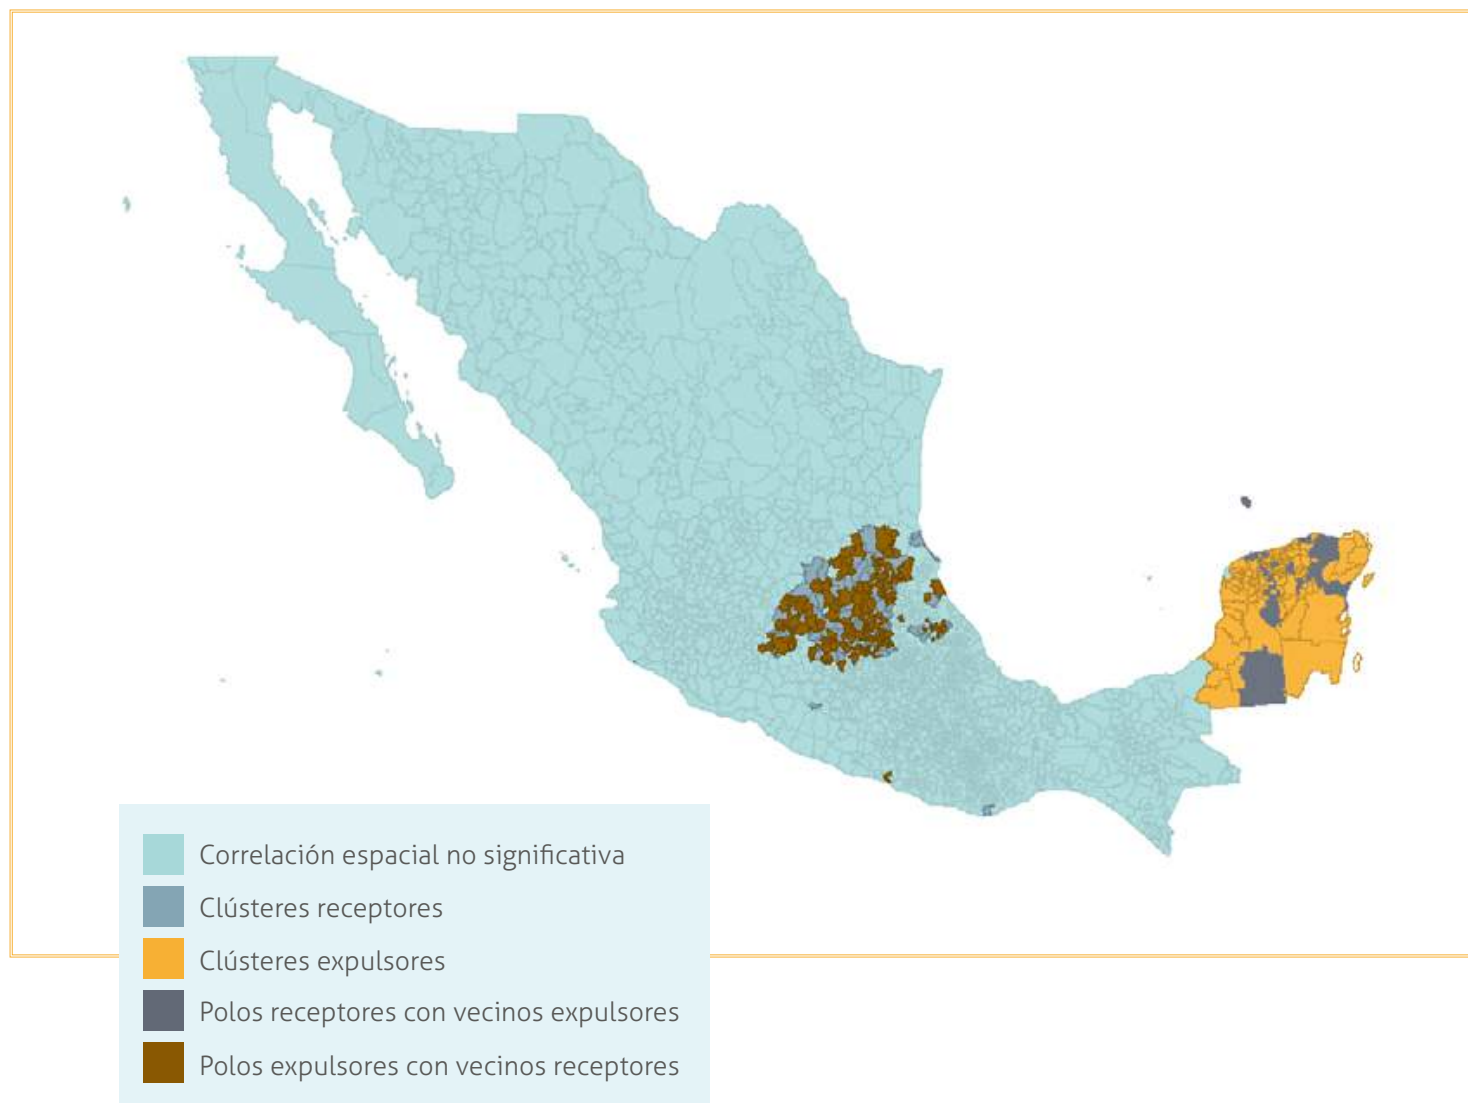 Correlación espacial no significativa
Clústeres receptores
Clústeres expulsores
Polos receptores con vecinos expulsores
Polos expulsores con vecinos receptores